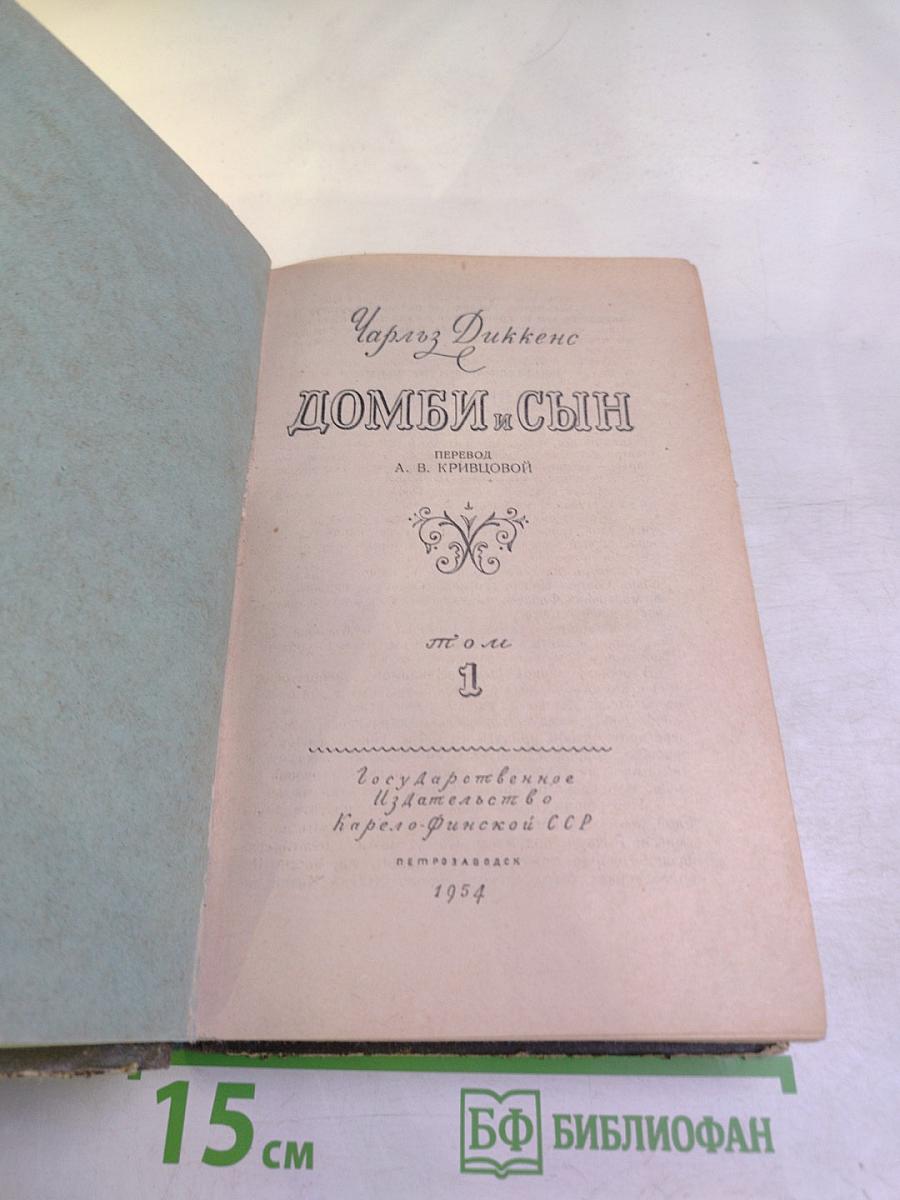 Чарльз Диккенс
ДОМБИ и СЫН
ПЕРЕВОД
А. В. КРИВЦОВОЙ
том
1
Государственное
Издательство
Карело-Финской ССР
ПЕТРОЗАВОДСК
1954
15 см
БФ БИБЛИОФАН